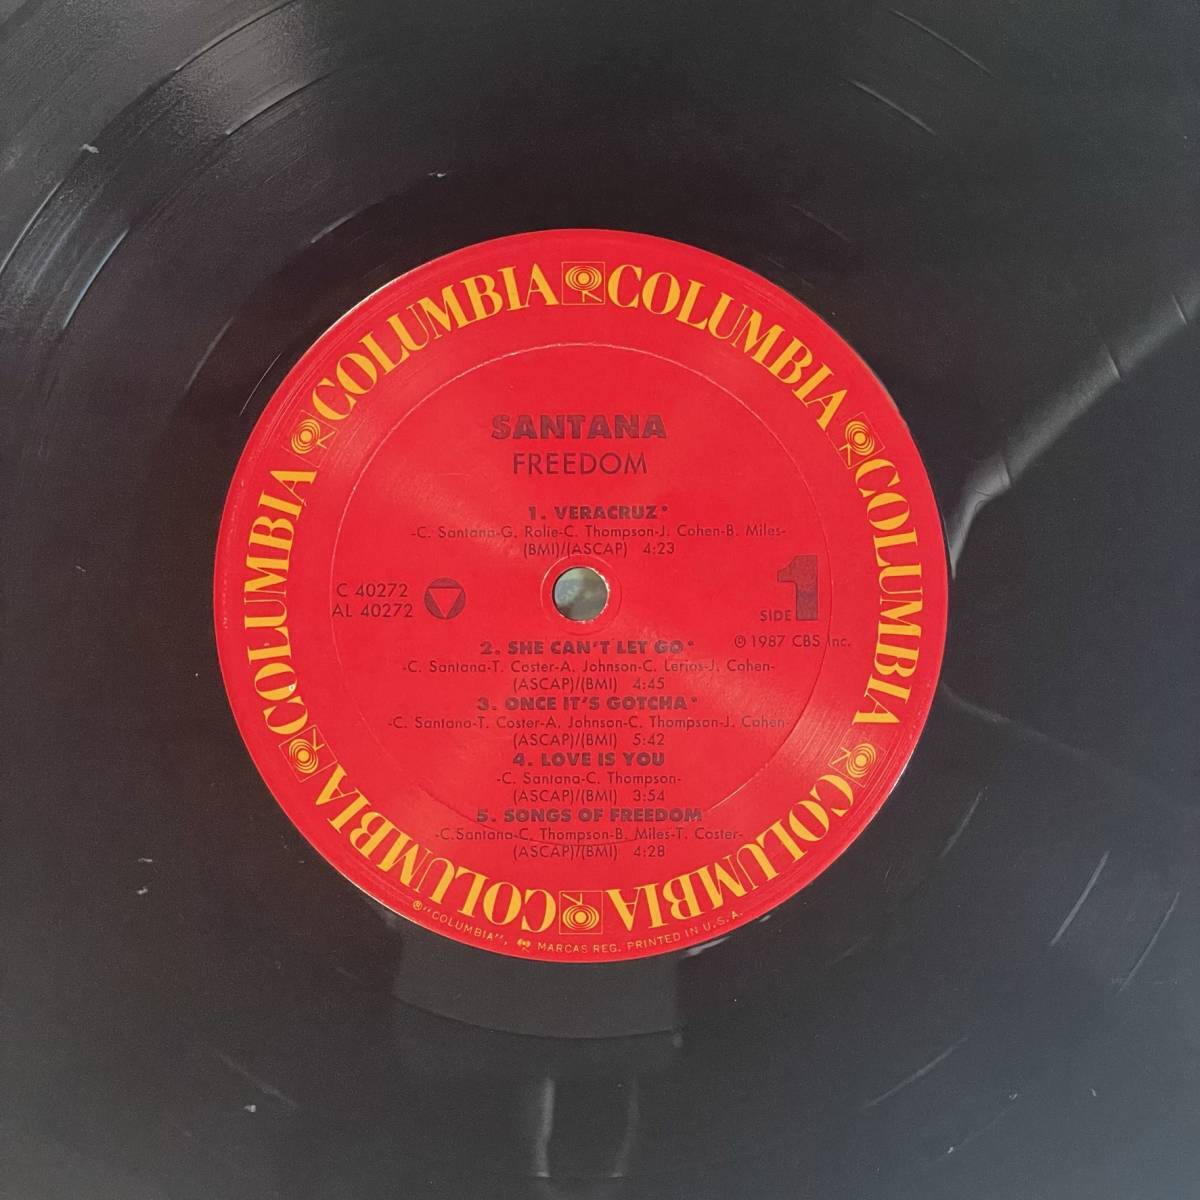 COLUMBIA COLUMBIA COLUMBIA COLUMBIA COLUMBIA COLUMBIA COLUMBIA COLUMBIA
SANTANA
FREEDOM
1. VERACRUZ*
-C. Santana-G. Rolie-C. Thompson-J. Cohen-B. Miles-
(BMI)/(ASCAP) 4:23
C 40272
AL 40272
SIDE 1
© 1987 CBS Inc.
2. SHE CAN'T LET GO*
-C. Santana-T. Coster-A. Johnson-C. Lerios-J. Cohen-
(ASCAP)/(BMI) 4:45
3. ONCE IT'S GOTCHA*
-C. Santana-T. Coster-A. Johnson-C. Thompson-J. Cohen-
(ASCAP)/(BMI) 5:42
4. LOVE IS YOU
-C. Santana-C. Thompson-
(ASCAP)/(BMI) 3:54
5. SONGS OF FREEDOM*
-C.Santana-C. Thompson-B. Miles-T. Coster-
(ASCAP)/(BMI) 4:28
®"COLUMBIA", MARCAS REG. PRINTED IN U.S.A.